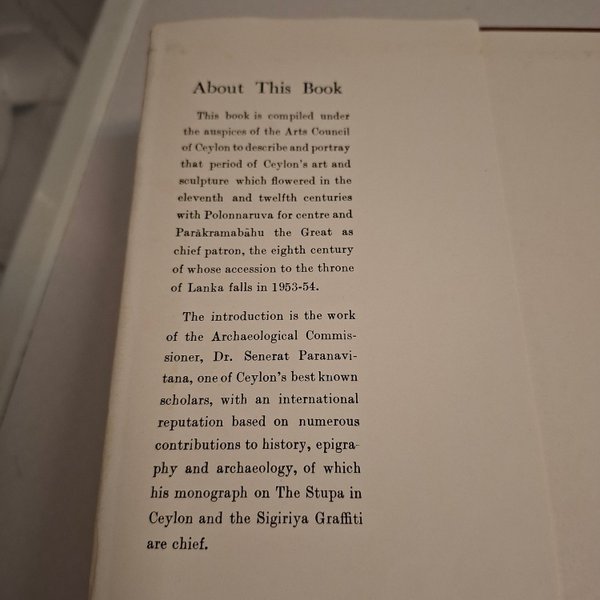 About This Book
This book is compiled under
the auspices of the Arts Council
of Ceylon to describe and portray
that period of Ceylon's art and
sculpture which flowered in the
eleventh and twelfth centuries
with Polonnaruva for centre and
Parākramabāhu the Great as
chief patron, the eighth century
of whose accession to the throne
of Lanka falls in 1953-54.
The introduction is the work
of the Archaeological Commis-
sioner, Dr. Senerat Paranavi-
tana, one of Ceylon's best known
scholars, with an international
reputation based on numerous
contributions to history, epigra-
phy and archaeology, of which
his monograph on The Stupa in
Ceylon and the Sigiriya Graffiti
are chief.